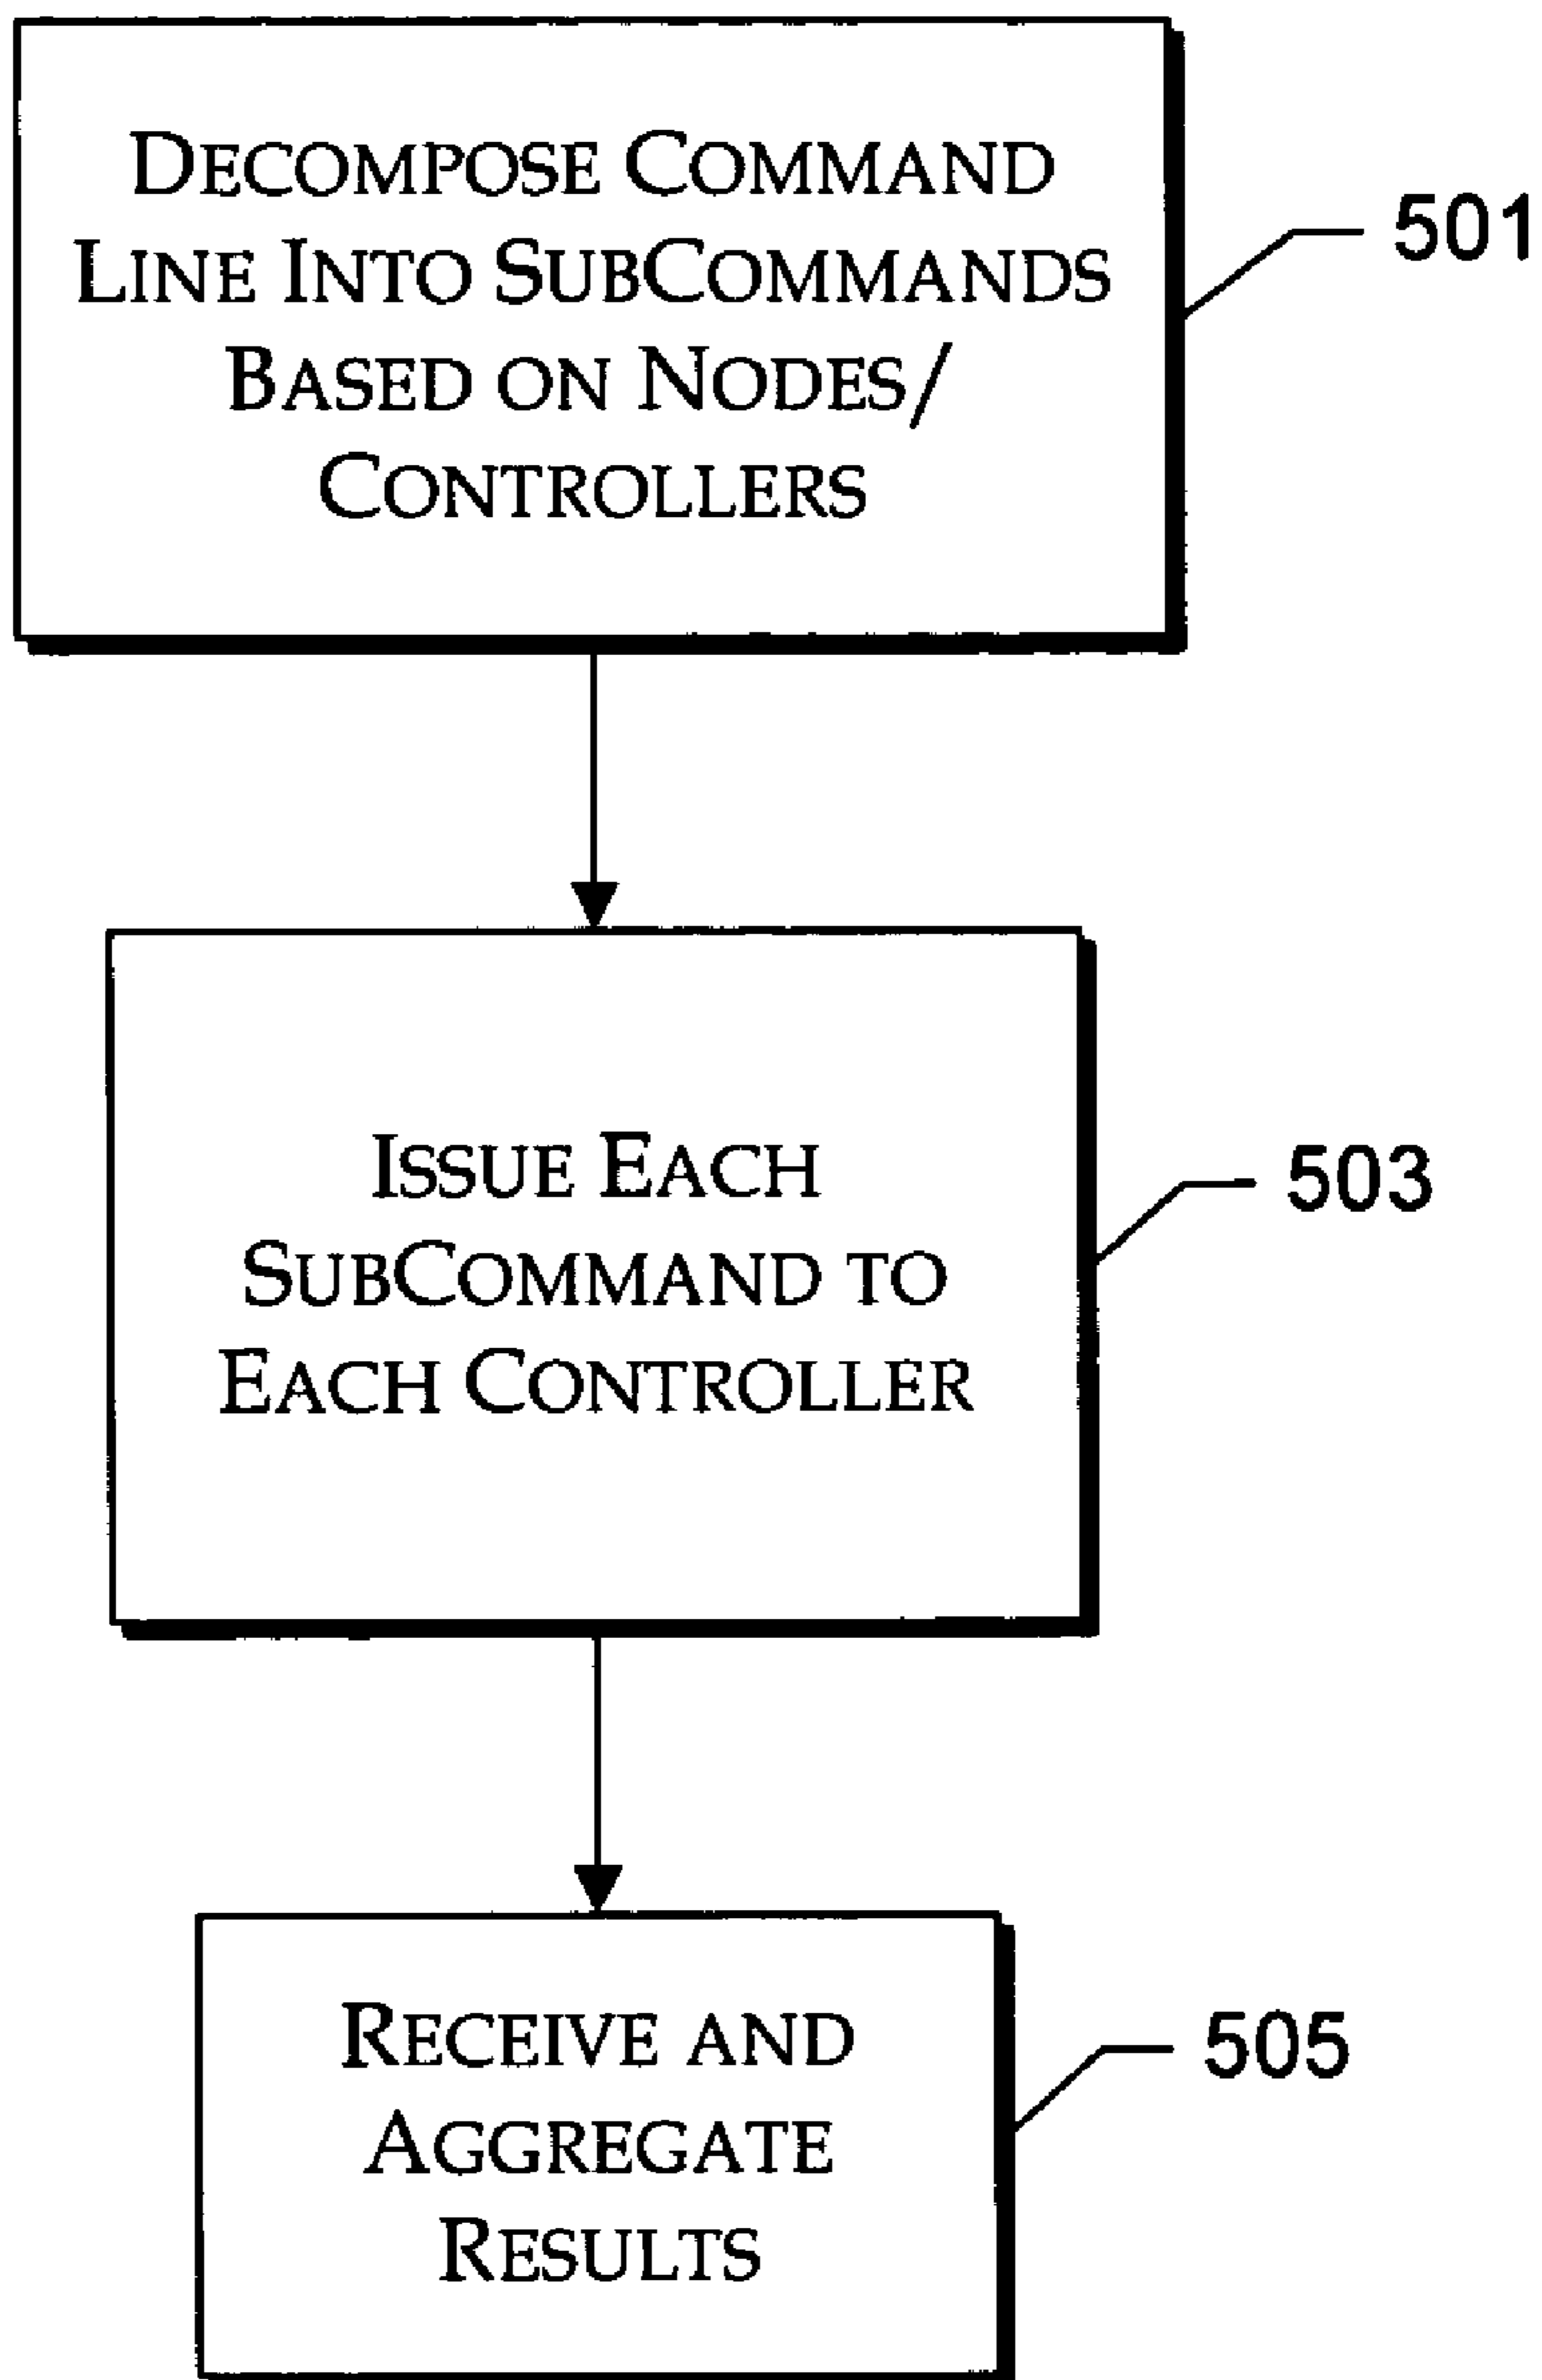 DECOMPOSE COMMAND
LINE INTO SUBCOMMANDS
BASED ON NODES/
CONTROLLERS
501
ISSUE EACH
SUBCOMMAND TO
EACH CONTROLLER
503
RECEIVE AND
AGGREGATE
RESULTS
505